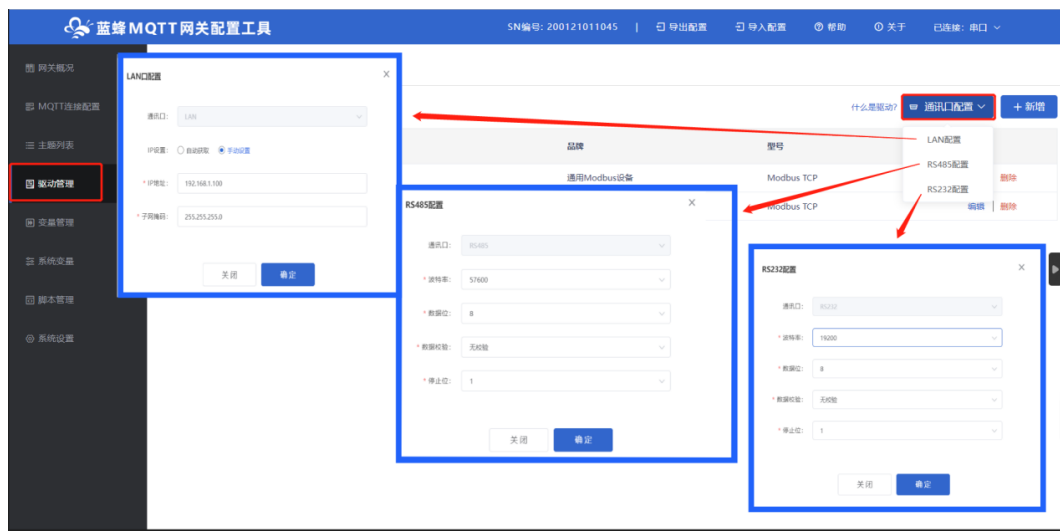 蓝蜂MQTT网关配置工具
SN编号: 200121011045 | 导出配置 导入配置 帮助 关于 已连接: 串口
网关概况
MQTT连接配置
主题列表
驱动管理
变量管理
系统变量
脚本管理
系统设置
什么是驱动? 通讯口配置 + 新增
LAN配置
RS485配置
RS232配置
品牌 型号
通用Modbus设备 Modbus TCP 删除
Modbus TCP 编辑 | 删除
LAN口配置
通讯口: LAN
IP设置: 自动获取 手动设置
* IP地址: 192.168.1.100
* 子网掩码: 255.255.255.0
关闭 确定
RS485配置
通讯口: RS485
* 波特率: 57600
* 数据位: 8
* 数据校验: 无校验
* 停止位: 1
关闭 确定
RS232配置
通讯口: RS232
* 波特率: 19200
* 数据位: 8
* 数据校验: 无校验
* 停止位: 1
关闭 确定